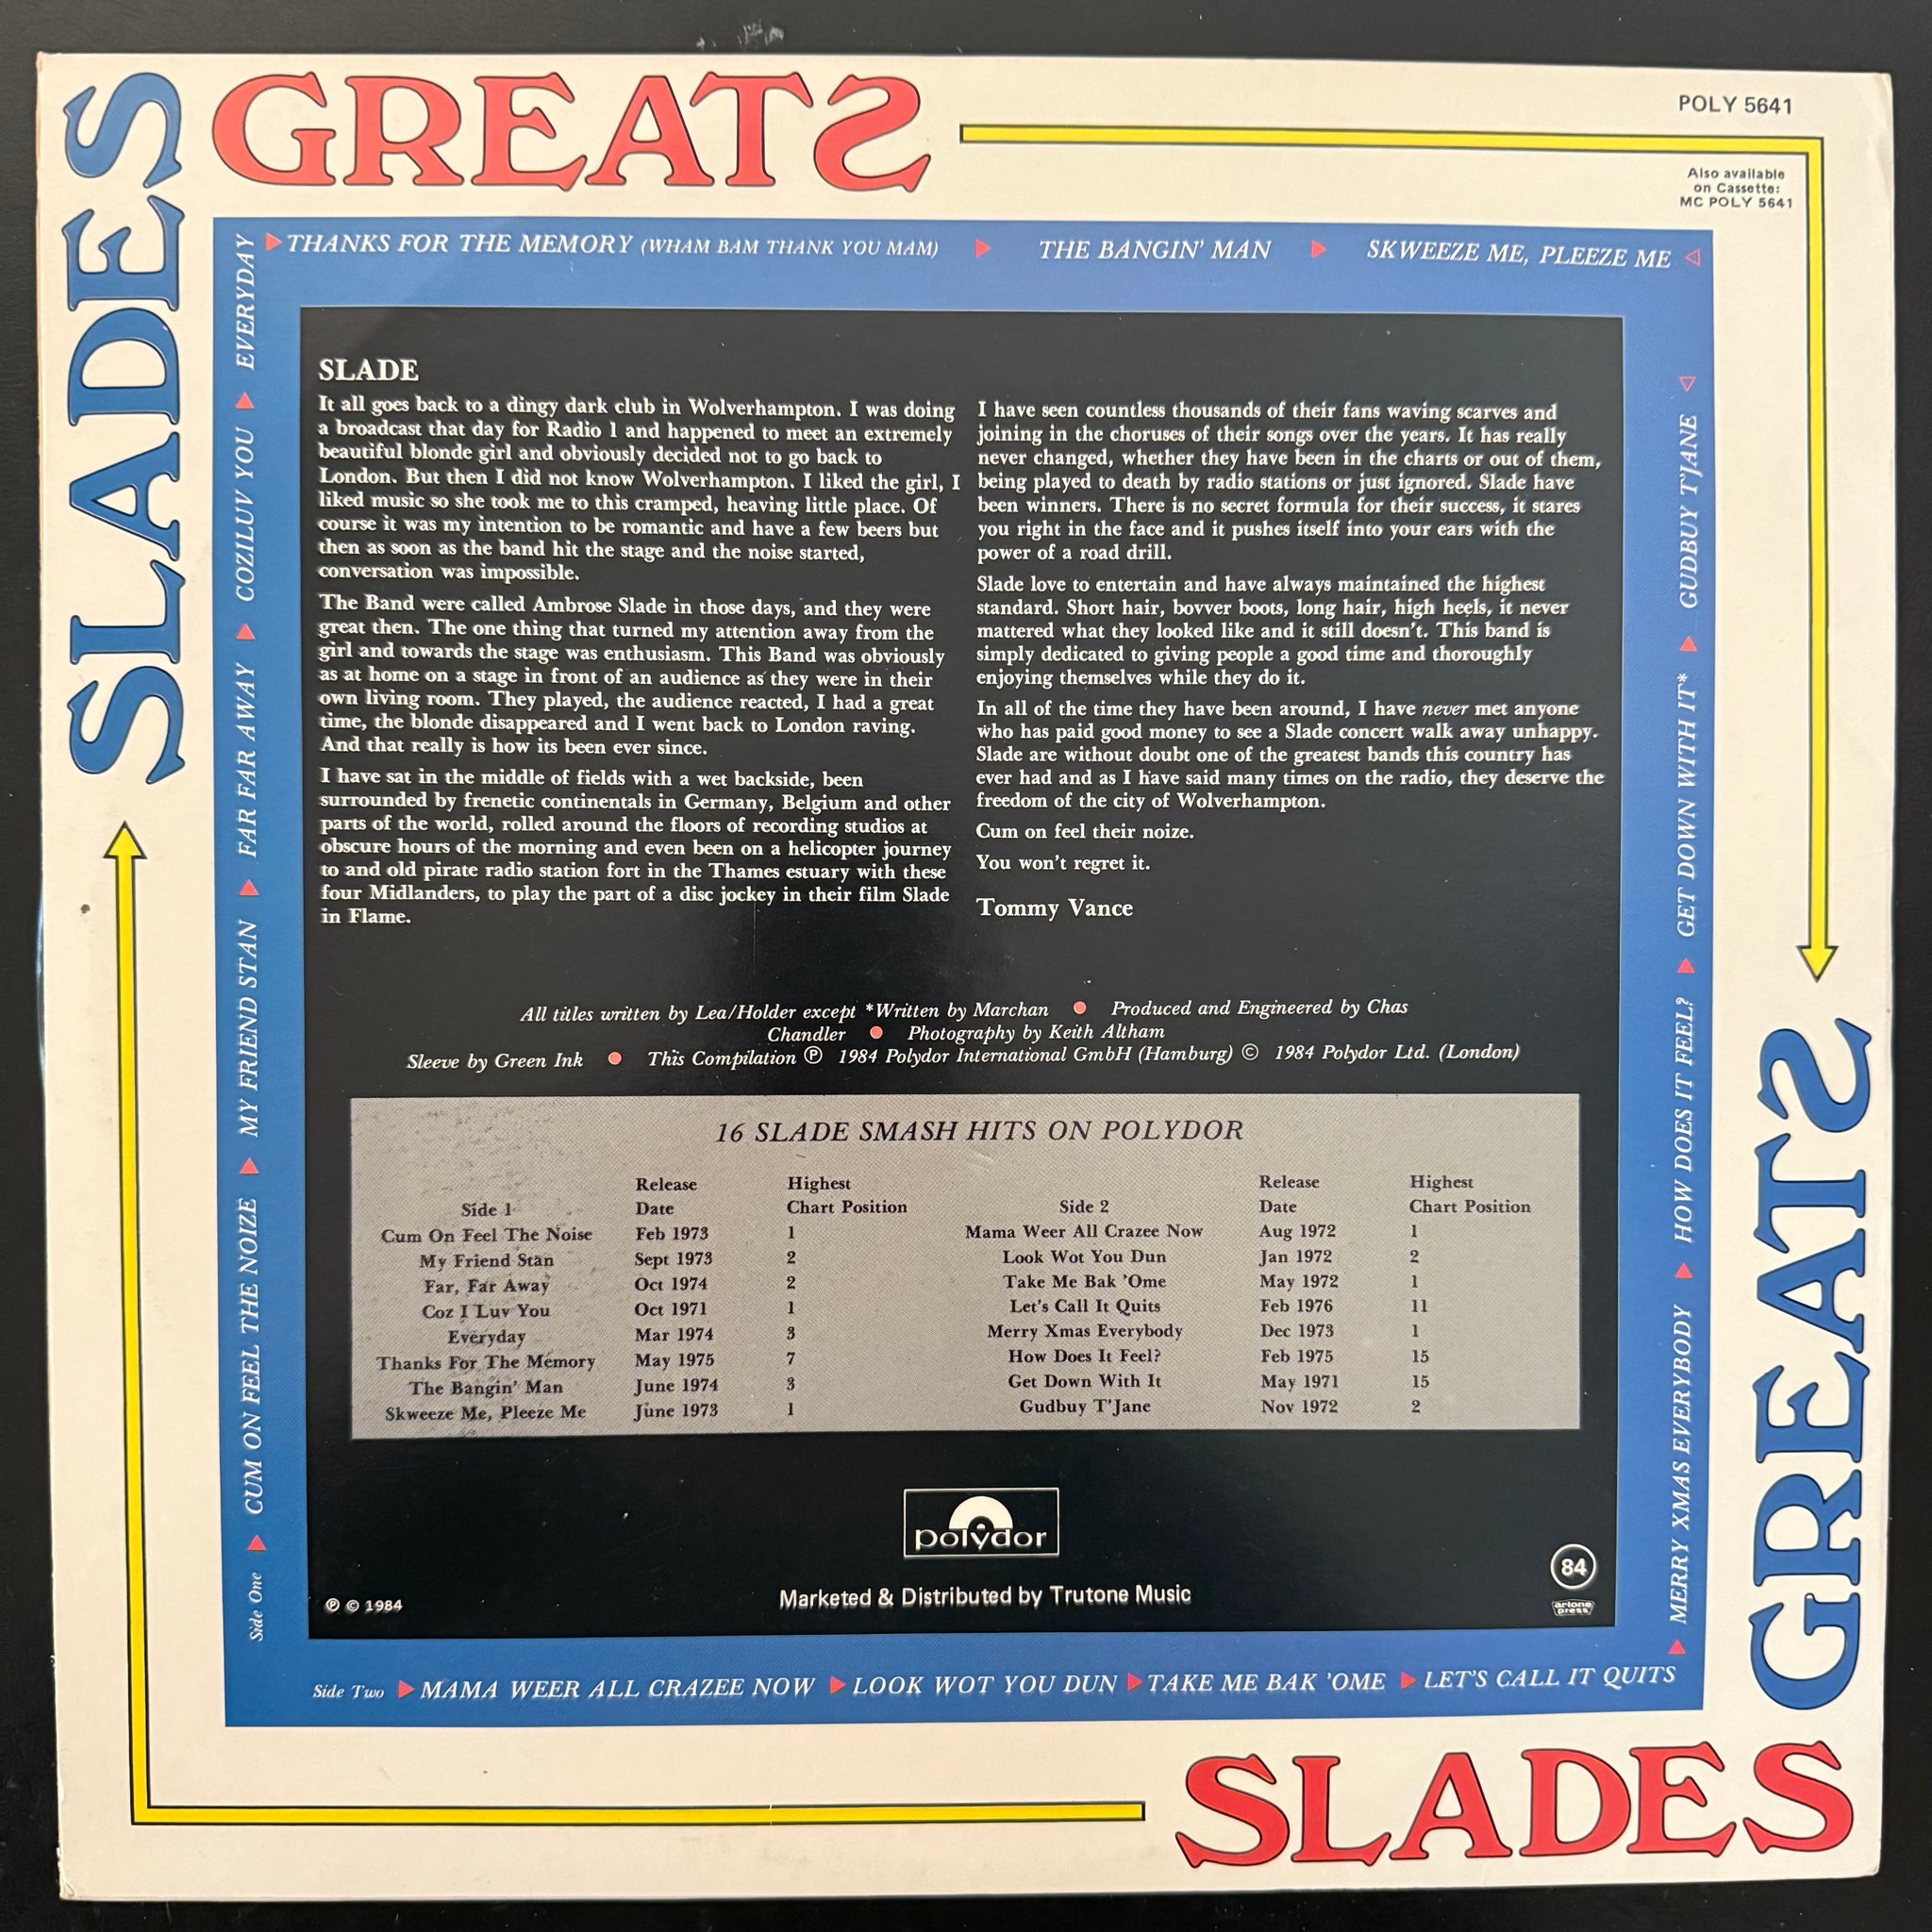 SLADES
GREATS
POLY 5641
Also available
on Cassette:
MC POLY 5641
THANKS FOR THE MEMORY (WHAM BAM THANK YOU MAM) THE BANGIN' MAN SKWEEZE ME, PLEEZE ME
Side One CUM ON FEEL THE NOIZE MY FRIEND STAN FAR FAR AWAY COZILUV YOU EVERYDAY
SLADE
It all goes back to a dingy dark club in Wolverhampton. I was doing
a broadcast that day for Radio 1 and happened to meet an extremely
beautiful blonde girl and obviously decided not to go back to
London. But then I did not know Wolverhampton. I liked the girl, I
liked music so she took me to this cramped, heaving little place. Of
course it was my intention to be romantic and have a few beers but
then as soon as the band hit the stage and the noise started,
conversation was impossible.
The Band were called Ambrose Slade in those days, and they were
great then. The one thing that turned my attention away from the
girl and towards the stage was enthusiasm. This Band was obviously
as at home on a stage in front of an audience as they were in their
own living room. They played, the audience reacted, I had a great
time, the blonde disappeared and I went back to London raving.
And that really is how its been ever since.
I have sat in the middle of fields with a wet backside, been
surrounded by frenetic continentals in Germany, Belgium and other
parts of the world, rolled around the floors of recording studios at
obscure hours of the morning and even been on a helicopter journey
to and old pirate radio station fort in the Thames estuary with these
four Midlanders, to play the part of a disc jockey in their film Slade
in Flame.
I have seen countless thousands of their fans waving scarves and
joining in the choruses of their songs over the years. It has really
never changed, whether they have been in the charts or out of them,
being played to death by radio stations or just ignored. Slade have
been winners. There is no secret formula for their success, it stares
you right in the face and it pushes itself into your ears with the
power of a road drill.
Slade love to entertain and have always maintained the highest
standard. Short hair, bovver boots, long hair, high heels, it never
mattered what they looked like and it still doesn't. This band is
simply dedicated to giving people a good time and thoroughly
enjoying themselves while they do it.
In all of the time they have been around, I have never met anyone
who has paid good money to see a Slade concert walk away unhappy.
Slade are without doubt one of the greatest bands this country has
ever had and as I have said many times on the radio, they deserve the
freedom of the city of Wolverhampton.
Cum on feel their noize.
You won't regret it.
Tommy Vance
All titles written by Lea/Holder except *Written by Marchan ● Produced and Engineered by Chas
Chandler ● Photography by Keith Altham
Sleeve by Green Ink ● This Compilation ℗ 1984 Polydor International GmbH (Hamburg) © 1984 Polydor Ltd. (London)
16 SLADE SMASH HITS ON POLYDOR
Release Highest Release Highest
Side 1 Date Chart Position Side 2 Date Chart Position
Cum On Feel The Noise Feb 1973 1 Mama Weer All Crazee Now Aug 1972 1
My Friend Stan Sept 1973 2 Look Wot You Dun Jan 1972 2
Far, Far Away Oct 1974 2 Take Me Bak 'Ome May 1972 1
Coz I Luv You Oct 1971 1 Let's Call It Quits Feb 1976 11
Everyday Mar 1974 3 Merry Xmas Everybody Dec 1973 1
Thanks For The Memory May 1975 7 How Does It Feel? Feb 1975 15
The Bangin' Man June 1974 3 Get Down With It May 1971 15
Skweeze Me, Pleeze Me June 1973 1 Gudbuy T'Jane Nov 1972 2
polydor
Marketed & Distributed by Trutone Music
℗ © 1984
84
artone
press
Side Two MAMA WEER ALL CRAZEE NOW LOOK WOT YOU DUN TAKE ME BAK 'OME LET'S CALL IT QUITS
MERRY XMAS EVERYBODY HOW DOES IT FEEL? GET DOWN WITH IT* GUDBUY T'JANE
SLADES
GREATS